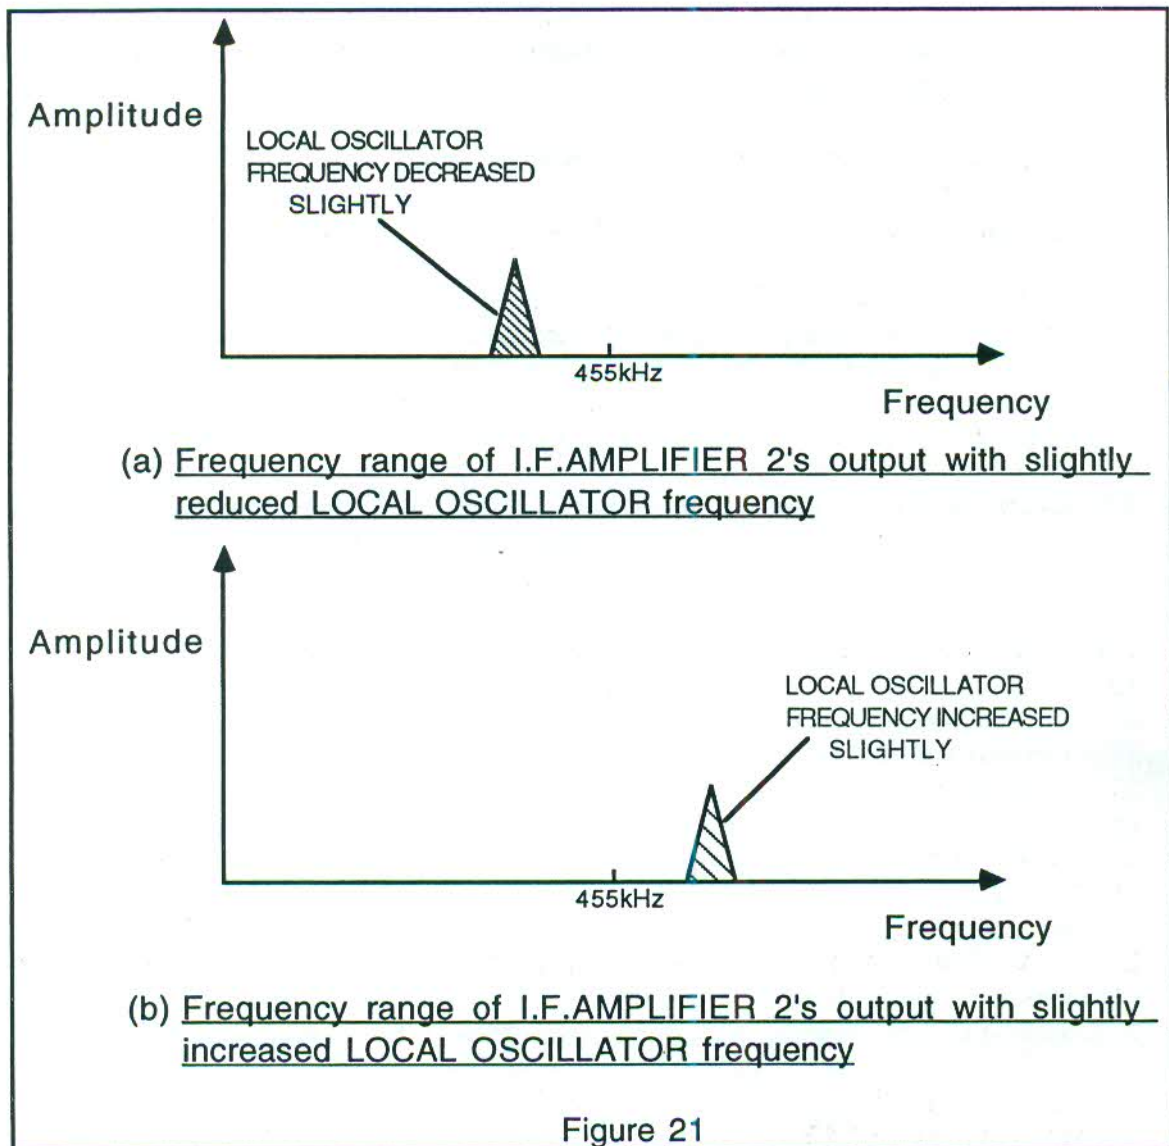 Amplitude
LOCAL OSCILLATOR
FREQUENCY DECREASED
SLIGHTLY
455kHz
Frequency
(a) Frequency range of I.F.AMPLIFIER 2's output with slightly
reduced LOCAL OSCILLATOR frequency
Amplitude
LOCAL OSCILLATOR
FREQUENCY INCREASED
SLIGHTLY
455kHz
Frequency
(b) Frequency range of I.F.AMPLIFIER 2's output with slightly
increased LOCAL OSCILLATOR frequency
Figure 21